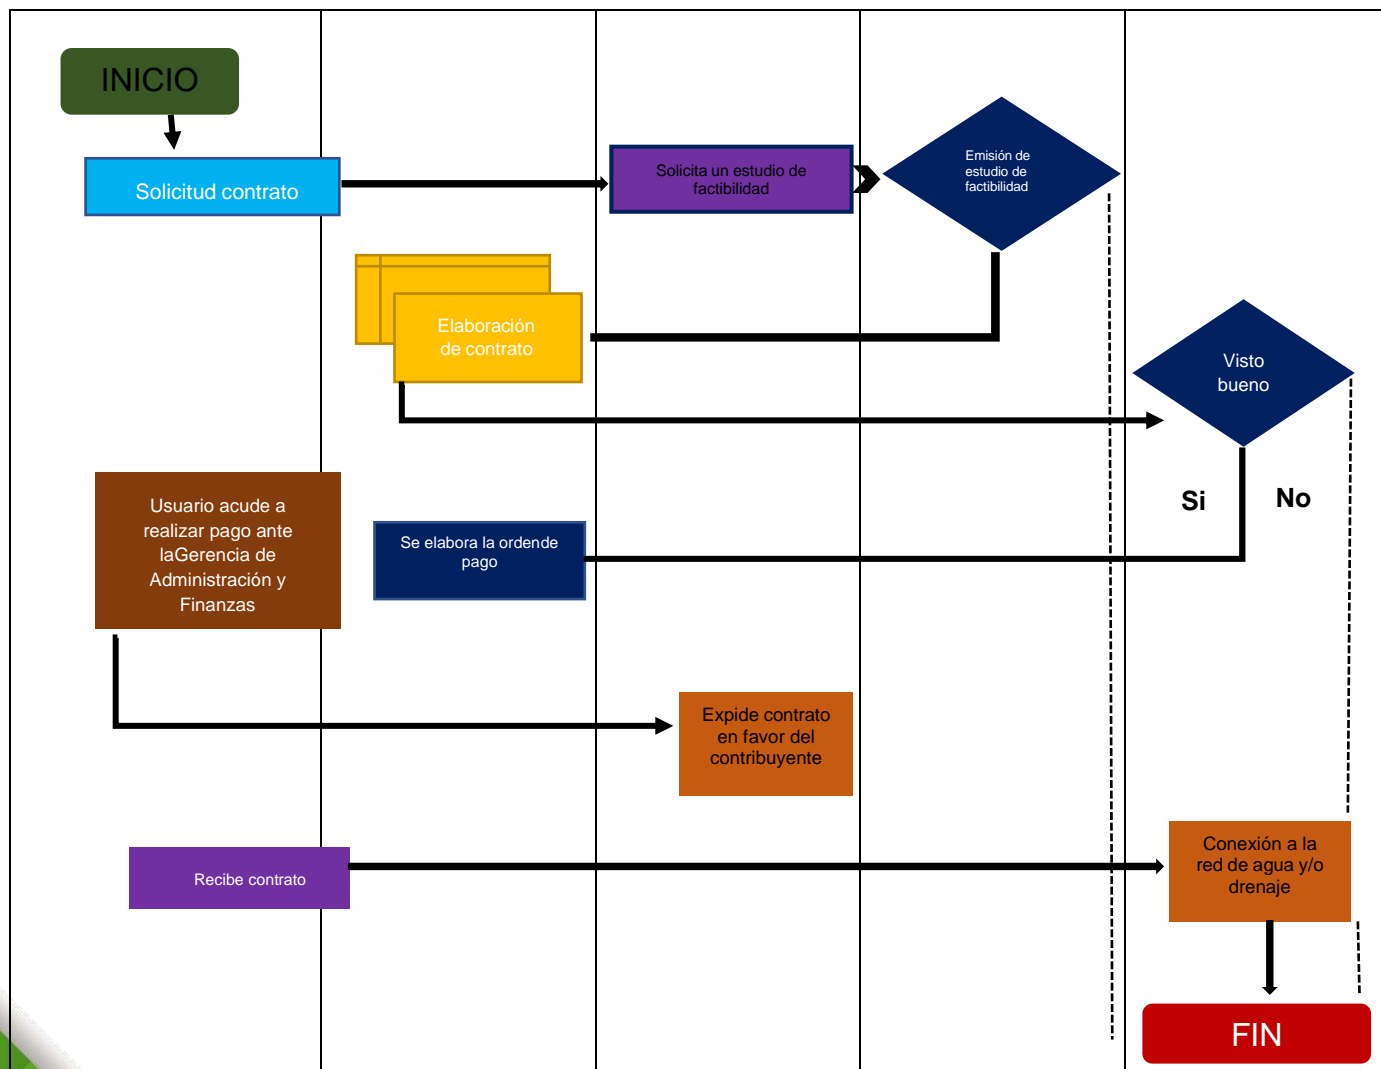 INICIO
Solicitud contrato
Solicita un estudio de
factibilidad
Emisión de
estudio de
factibilidad
Elaboración
de contrato
Visto
bueno
Si
No
Usuario acude a
realizar pago ante
laGerencia de
Administración y
Finanzas
Se elabora la ordende
pago
Expide contrato
en favor del
contribuyente
Recibe contrato
Conexión a la
red de agua y/o
drenaje
FIN